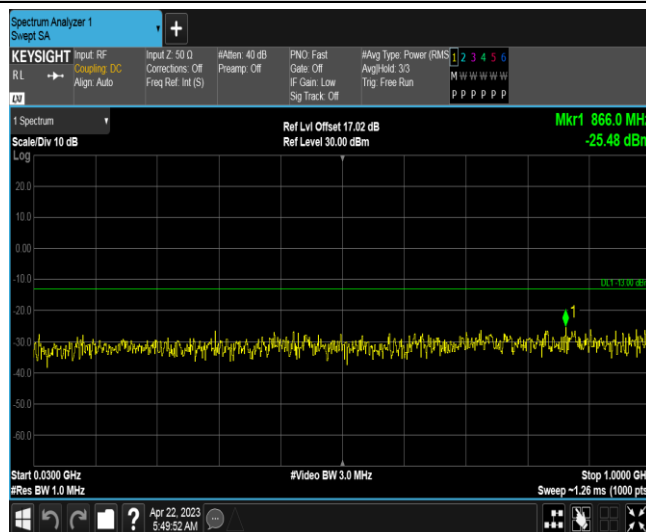 Spectrum Analyzer 1
Swept SA
+
KEYSIGHT Input: RF Input Z: 50 Ω #Atten: 40 dB PNO: Fast #Avg Type: Power (RMS 1 2 3 4 5 6
RL Coupling: DC Corrections: Off Preamp: Off Gate: Off Avg|Hold: 3/3 M W W W W W
Align: Auto Freq Ref: Int (S) IF Gain: Low Trig: Free Run
Sig Track: Off P P P P P P
LXI
1 Spectrum Ref Lvl Offset 17.02 dB Mkr1 866.0 MHz
Scale/Div 10 dB Ref Level 30.00 dBm -25.48 dBm
Log
20.0
10.0
0.00
-10.0
DL1 -13.00 dBm
-20.0
1
-30.0
-40.0
-50.0
-60.0
Start 0.0300 GHz #Video BW 3.0 MHz Stop 1.0000 GH
#Res BW 1.0 MHz Sweep ~1.26 ms (1000 pts
? Apr 22, 2023
5:49:52 AM